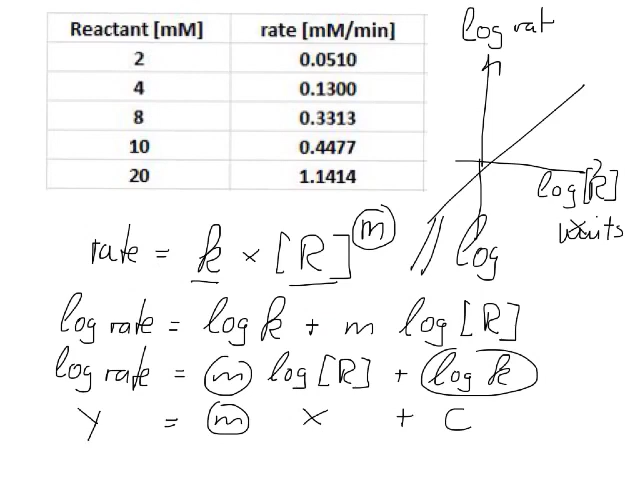 Reactant [mM] rate [mM/min]
2 0.0510
4 0.1300
8 0.3313
10 0.4477
20 1.1414
log rat
log[R]
units
rate = k × [R]^m // log
log rate = log k + m log [R]
log rate = m log [R] + log k
y = m x + c